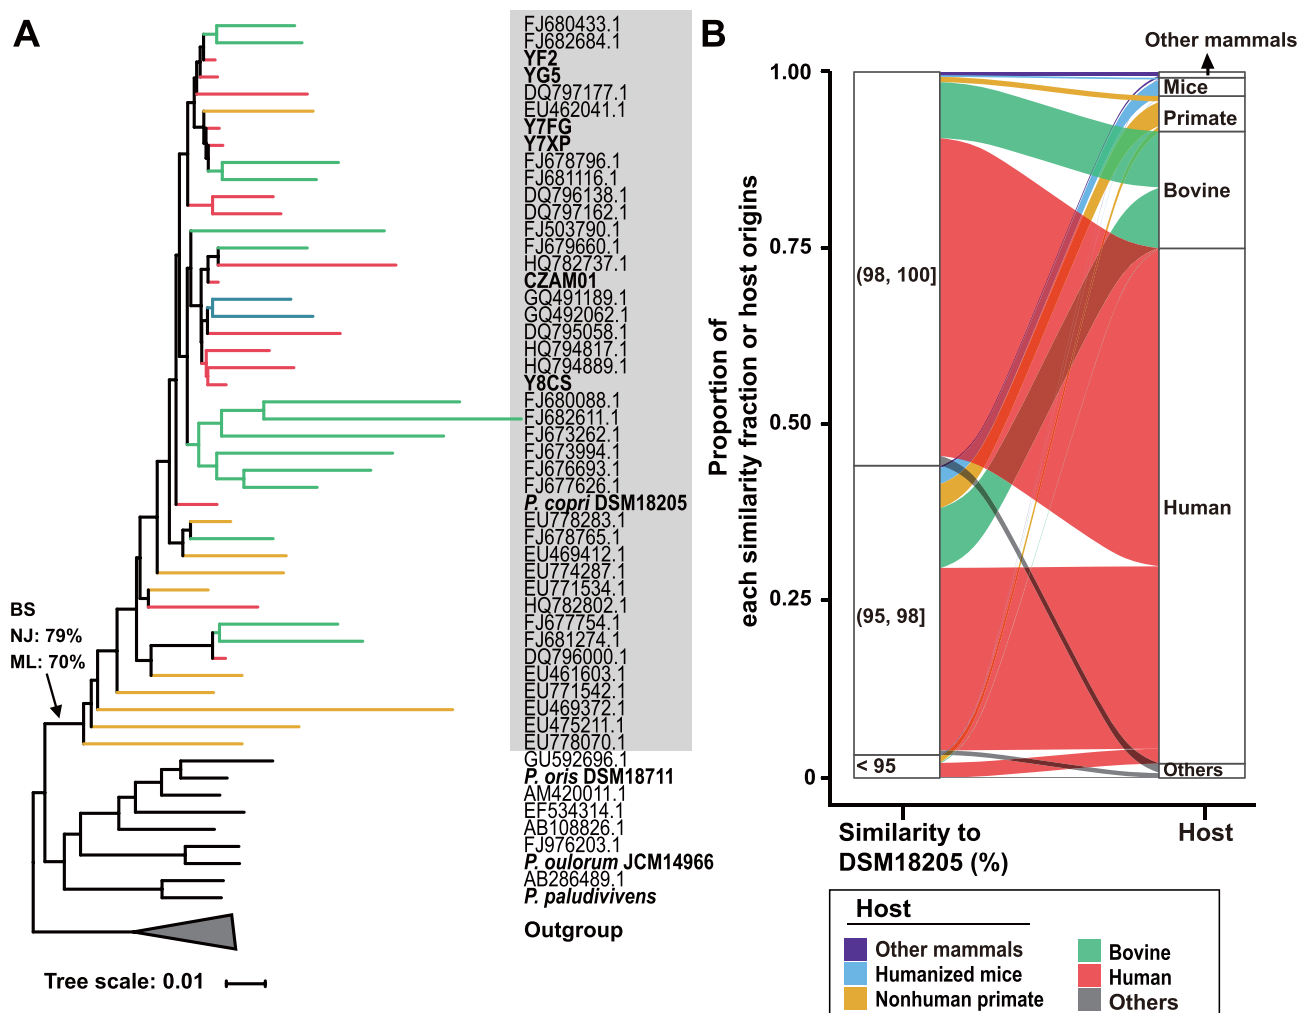 A
FJ680433.1
FJ682684.1
YF2
YG5
DQ797177.1
EU462041.1
Y7FG
Y7XP
FJ678796.1
FJ681116.1
DQ796138.1
DQ797162.1
FJ503790.1
FJ679660.1
HQ782737.1
CZAM01
GQ491189.1
GQ492062.1
DQ795058.1
HQ794817.1
HQ794889.1
Y8CS
FJ680088.1
FJ682611.1
FJ673262.1
FJ673994.1
FJ676693.1
FJ677626.1
P. copri DSM18205
EU778283.1
FJ678765.1
EU469412.1
EU774287.1
EU771534.1
HQ782802.1
FJ677754.1
FJ681274.1
DQ796000.1
EU461603.1
EU771542.1
EU469372.1
EU475211.1
EU778070.1
GU592696.1
P. oris DSM18711
AM420011.1
EF534314.1
AB108826.1
FJ976203.1
P. oulorum JCM14966
AB286489.1
P. paludivivens
Outgroup
BS
NJ: 79%
ML: 70%
Tree scale: 0.01
B
Proportion of
each similarity fraction or host origins
1.00
0.75
0.50
0.25
0
(98, 100]
(95, 98]
< 95
Other mammals
Mice
Primate
Bovine
Human
Others
Similarity to
DSM18205 (%)
Host
Host
Other mammals
Humanized mice
Nonhuman primate
Bovine
Human
Others